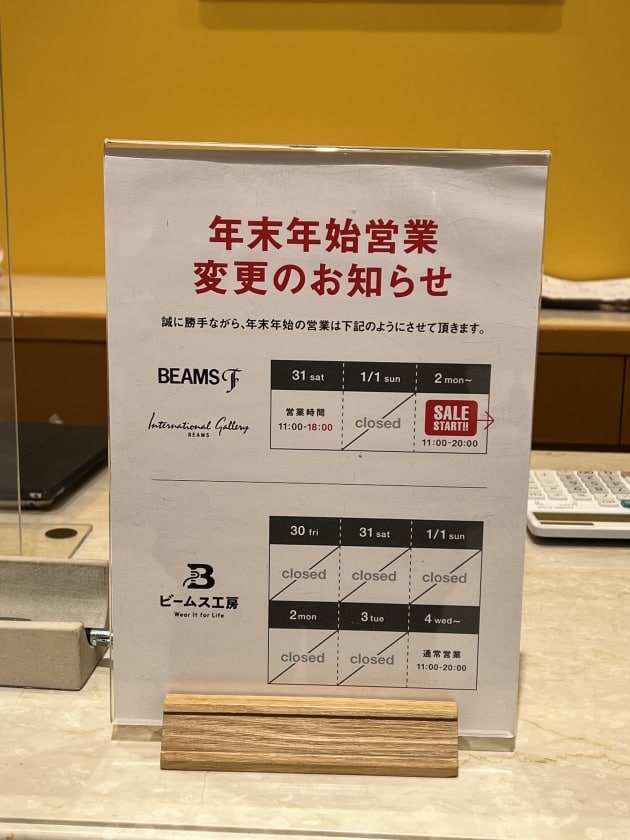 年末年始営業
変更のお知らせ
誠に勝手ながら、年末年始の営業は下記のようにさせて頂きます。
BEAMS F
International Gallery
BEAMS
31 sat 1/1 sun 2 mon~
営業時間
11:00-18:00
closed
SALE
START!!
11:00-20:00
B
ビームス工房
Wear it for Life
30 fri 31 sat 1/1 sun
closed closed closed
2 mon 3 tue 4 wed~
closed closed
通常営業
11:00-20:00